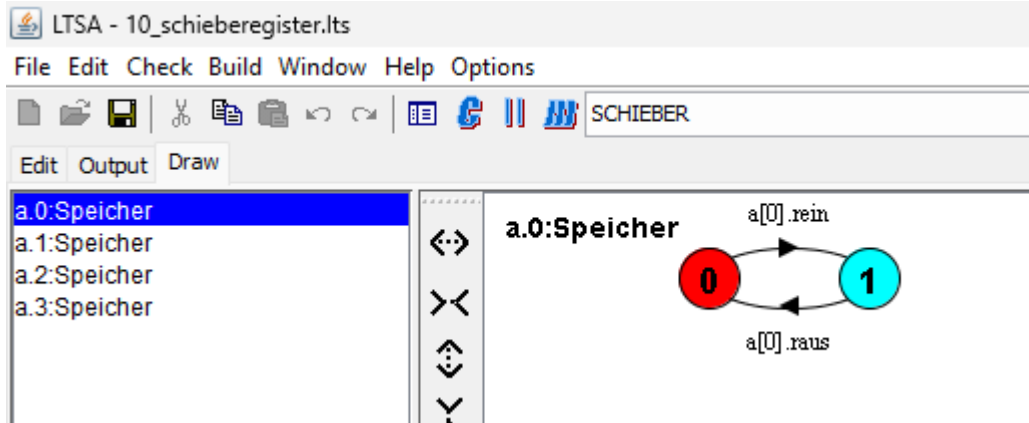 LTSA - 10_schieberegister.lts
File Edit Check Build Window Help Options
SCHIEBER
Edit Output Draw
a.0:Speicher
a.1:Speicher
a.2:Speicher
a.3:Speicher
a.0:Speicher
a[0].rein
0 1
a[0].raus